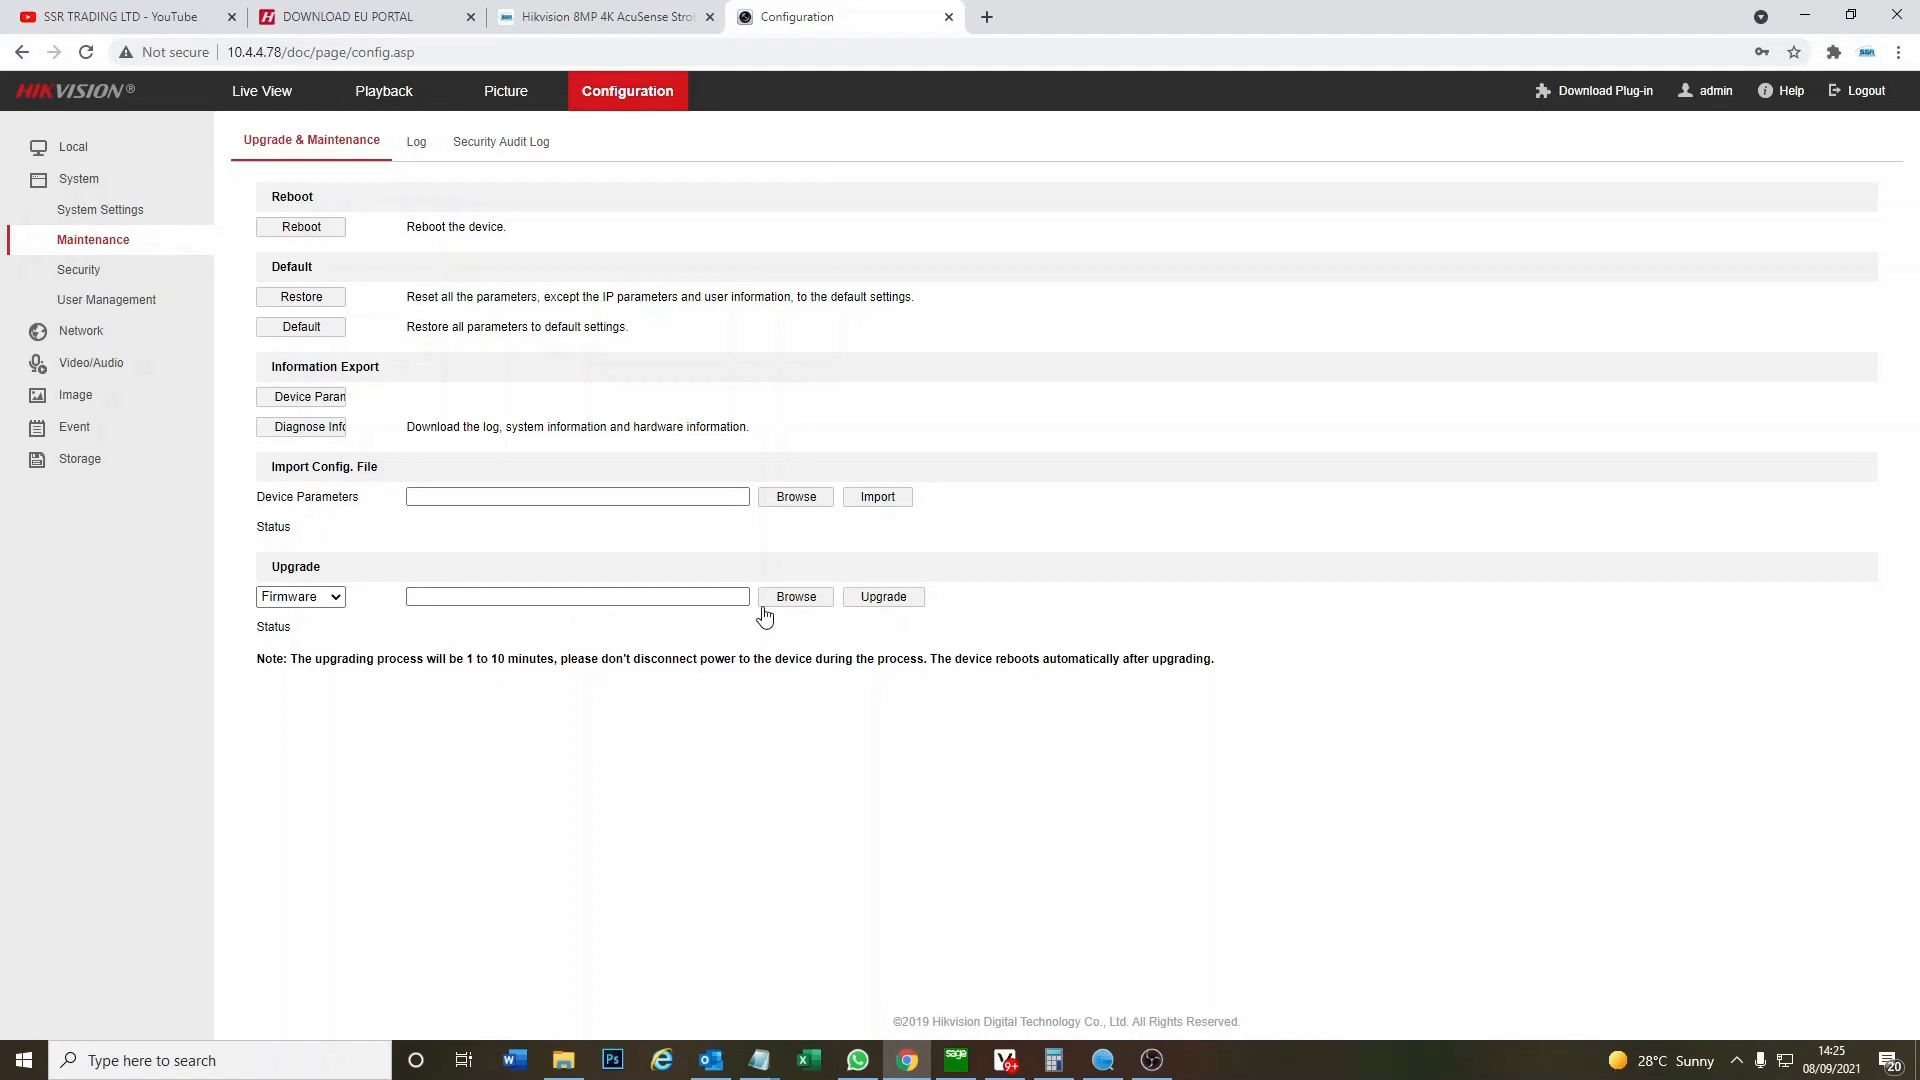 SSR TRADING LTD - YouTube
DOWNLOAD EU PORTAL
Hikvision 8MP 4K AcuSense Stro
Configuration
Not secure
10.4.4.78/doc/page/config.asp
HIKVISION®
Live View
Playback
Picture
Configuration
Download Plug-in
admin
Help
Logout
Local
System
System Settings
Maintenance
Security
User Management
Network
Video/Audio
Image
Event
Storage
Upgrade & Maintenance
Log
Security Audit Log
Reboot
Reboot
Reboot the device.
Default
Restore
Reset all the parameters, except the IP parameters and user information, to the default settings.
Default
Restore all parameters to default settings.
Information Export
Device Param
Diagnose Info
Download the log, system information and hardware information.
Import Config. File
Device Parameters
Browse
Import
Status
Upgrade
Firmware
Browse
Upgrade
Status
Note: The upgrading process will be 1 to 10 minutes, please don't disconnect power to the device during the process. The device reboots automatically after upgrading.
©2019 Hikvision Digital Technology Co., Ltd. All Rights Reserved.
Type here to search
sage
9+
28°C Sunny
14:25
08/09/2021
20